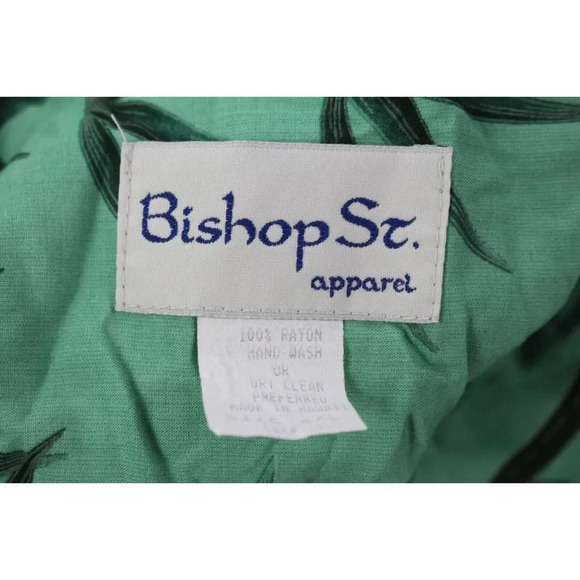 Bishop St.
apparel
100% RAYON
HAND WASH
OR
DRY CLEAN
PREFERRED
MADE IN HAWAII